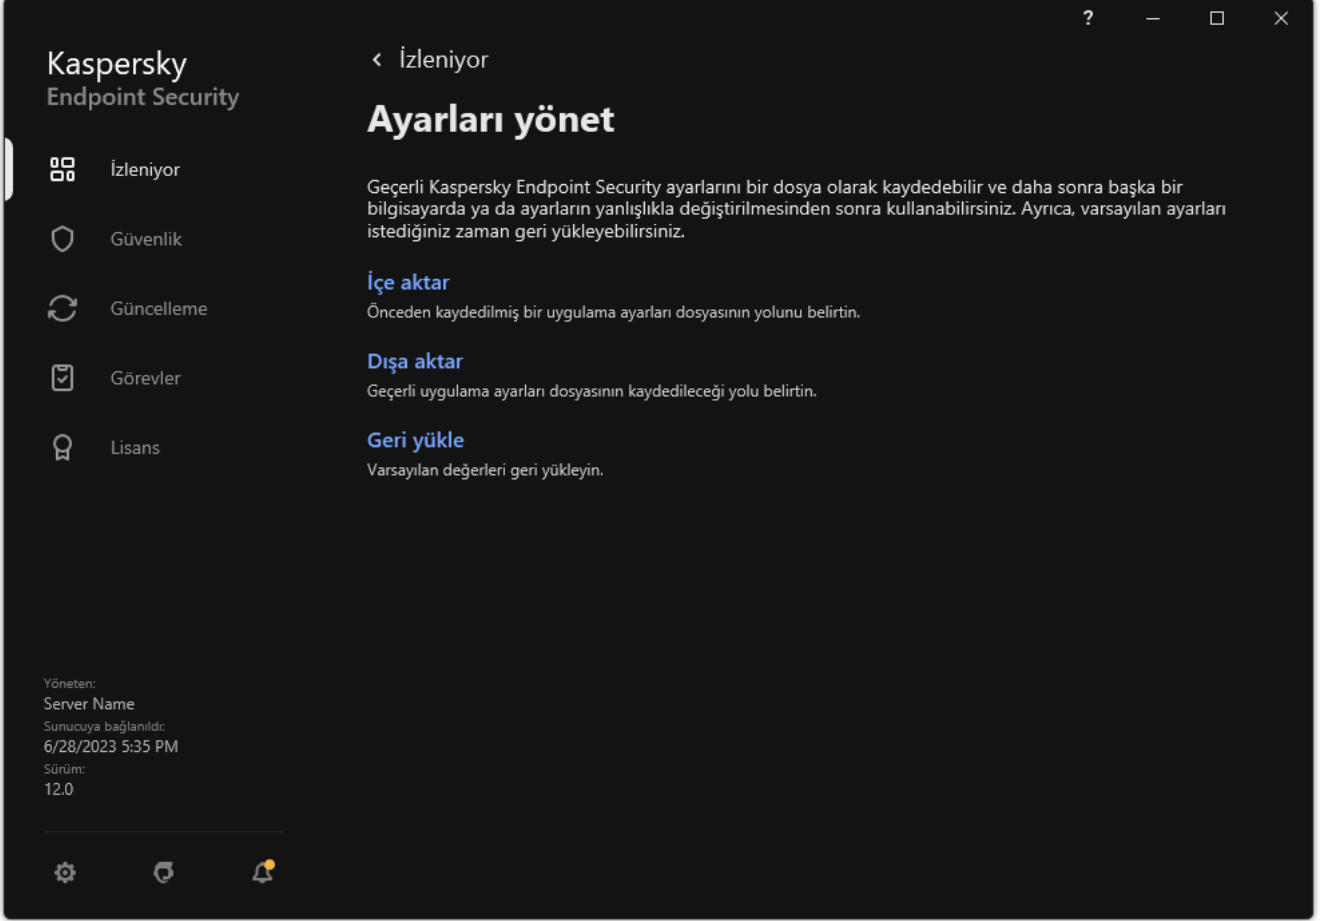 ?
Kaspersky
Endpoint Security
İzleniyor
Güvenlik
Güncelleme
Görevler
Lisans
Yöneten:
Server Name
Sunucuya bağlanıldı:
6/28/2023 5:35 PM
Sürüm:
12.0
İzleniyor
Ayarları yönet
Geçerli Kaspersky Endpoint Security ayarlarını bir dosya olarak kaydedebilir ve daha sonra başka bir
bilgisayarda ya da ayarların yanlışlıkla değiştirilmesinden sonra kullanabilirsiniz. Ayrıca, varsayılan ayarları
istediğiniz zaman geri yükleyebilirsiniz.
İçe aktar
Önceden kaydedilmiş bir uygulama ayarları dosyasının yolunu belirtin.
Dışa aktar
Geçerli uygulama ayarları dosyasının kaydedileceği yolu belirtin.
Geri yükle
Varsayılan değerleri geri yükleyin.